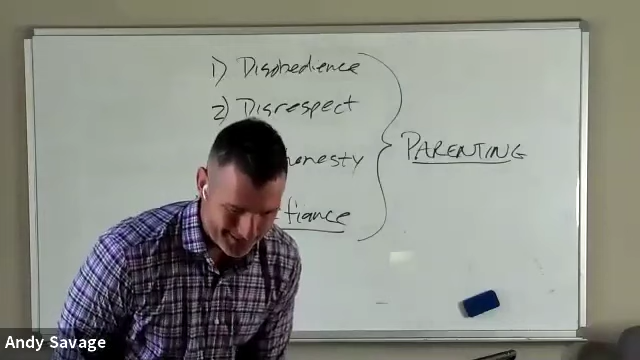 1) Disobedience
2) Disrespect
honesty
fiance
PARENTING
Andy Savage